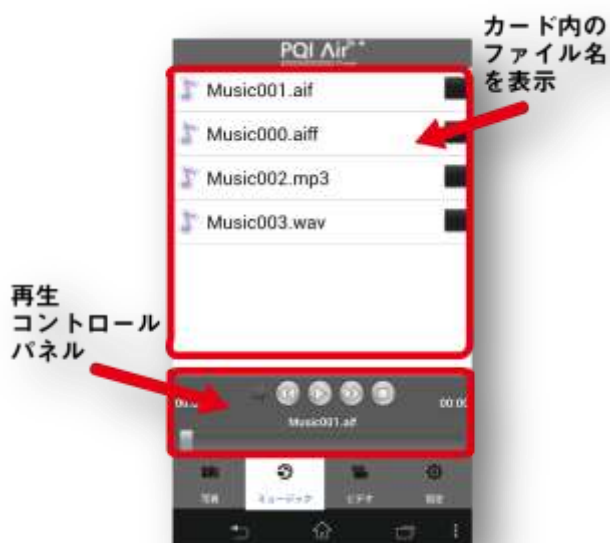 カード内の
ファイル名
を表示
PQI Air
Music001.aif
Music000.aiff
Music002.mp3
Music003.wav
再生
コントロール
パネル
00:00
Music001.aif
写真
ミュージック
ビデオ
設定